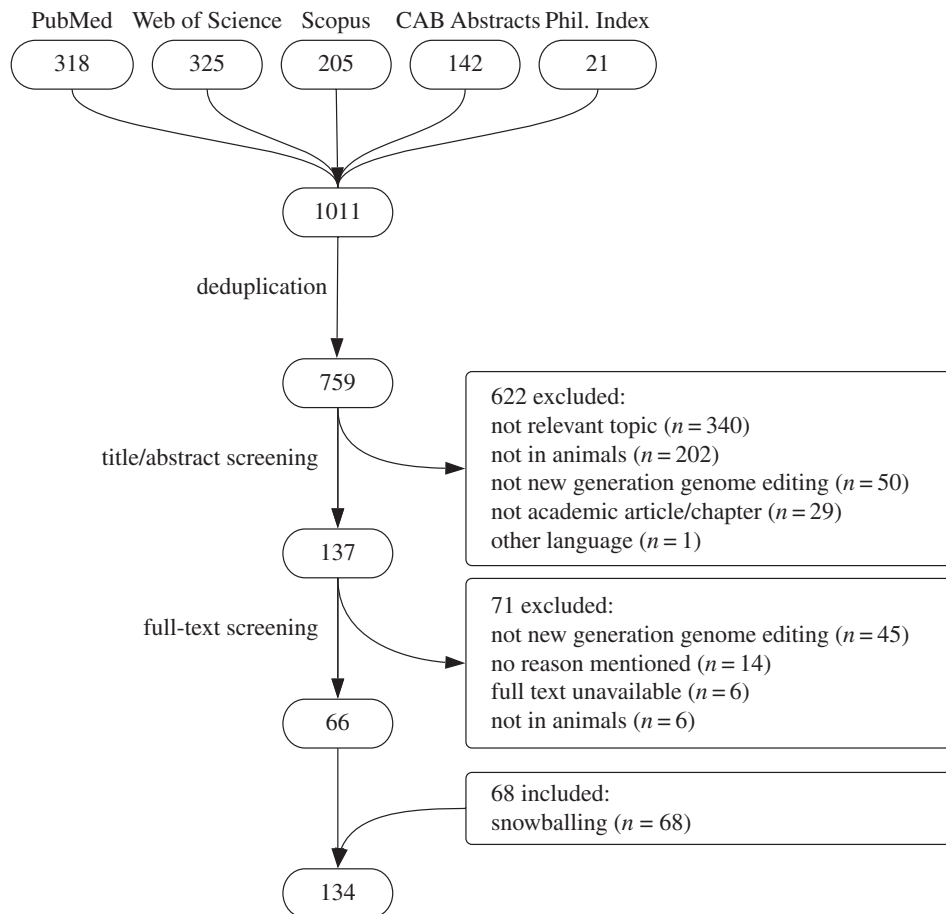 PubMed Web of Science Scopus CAB Abstracts Phil. Index
318 325 205 142 21
1011
deduplication
759
622 excluded:
not relevant topic (n = 340)
not in animals (n = 202)
not new generation genome editing (n = 50)
not academic article/chapter (n = 29)
other language (n = 1)
title/abstract screening
137
71 excluded:
not new generation genome editing (n = 45)
no reason mentioned (n = 14)
full text unavailable (n = 6)
not in animals (n = 6)
full-text screening
66
68 included:
snowballing (n = 68)
134